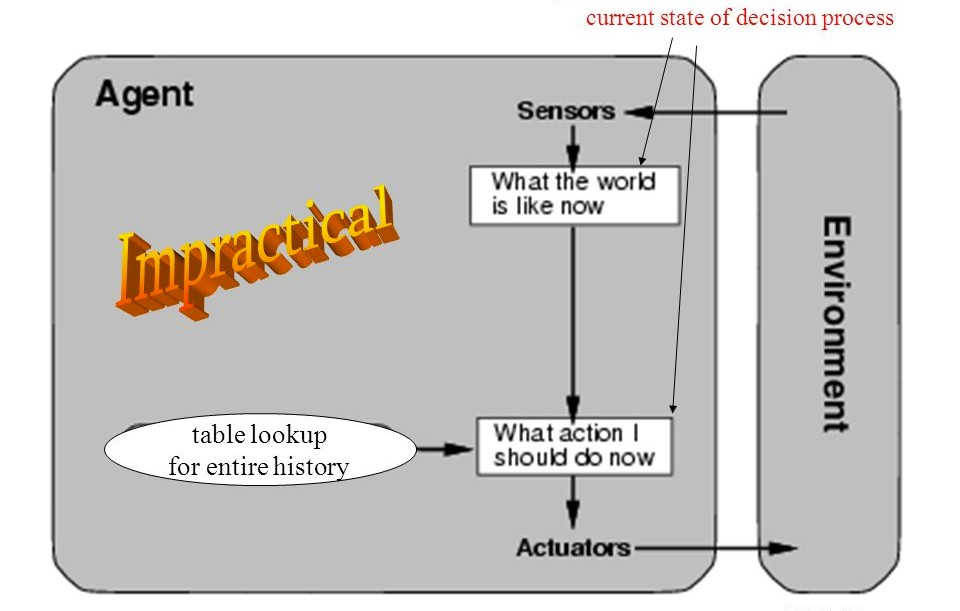 current state of decision process
Agent
Sensors
What the world
is like now
Impractical
Environment
table lookup
for entire history
What action I
should do now
Actuators